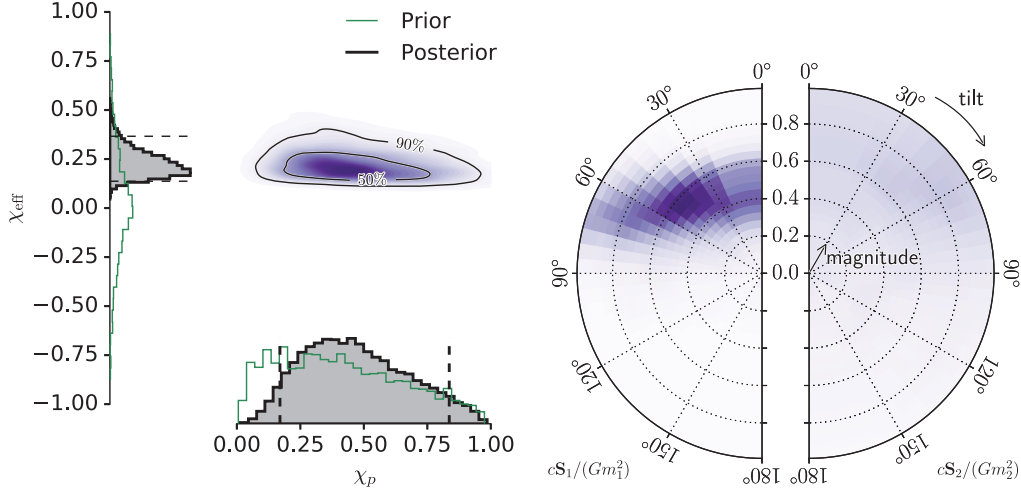 1.00
0.75
0.50
0.25
0.00
−0.25
−0.50
−0.75
−1.00
χeff
Prior
Posterior
90%
50%
0.00 0.25 0.50 0.75 1.00
χp
0° 0°
30° 30°
tilt
60° 60°
90° 90°
120° 120°
150° 150°
180° 180°
0.8
0.6
0.4
0.2
0.0
magnitude
cS₁/(Gm₁²) cS₂/(Gm₂²)